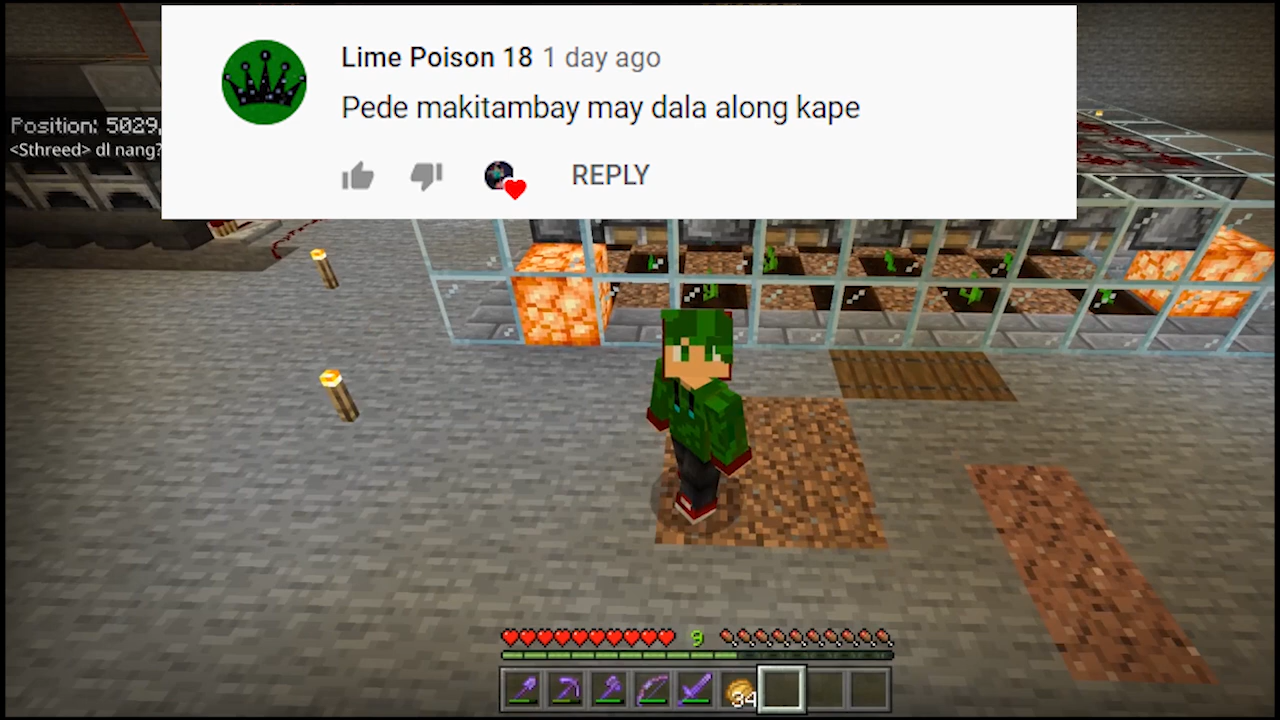 Lime Poison 18 1 day ago
Pede makitambay may dala along kape
REPLY
Position: 5029,
<Sthreed> dl nang?
9
34